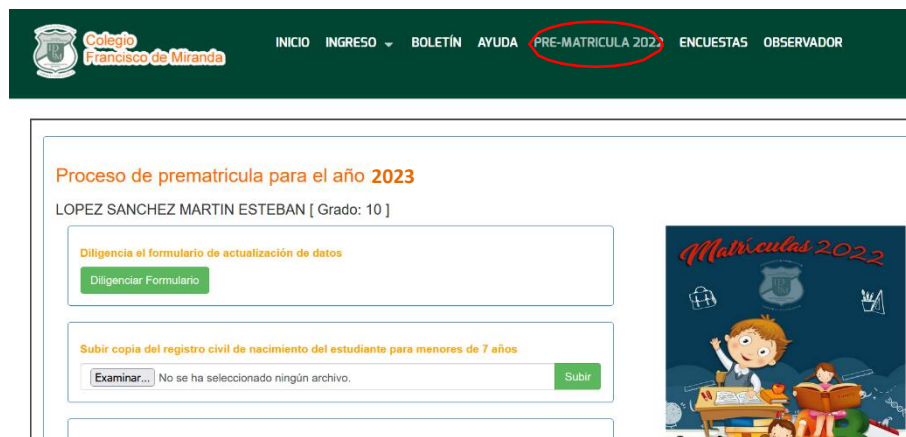 Colegio
Francisco de Miranda
INICIO INGRESO BOLETÍN AYUDA PRE-MATRICULA 2022 ENCUESTAS OBSERVADOR
Proceso de prematricula para el año 2023
LOPEZ SANCHEZ MARTIN ESTEBAN [ Grado: 10 ]
Diligencia el formulario de actualización de datos
Diligenciar Formulario
Subir copia del registro civil de nacimiento del estudiante para menores de 7 años
Examinar... No se ha seleccionado ningún archivo. Subir
Matrículas 2022